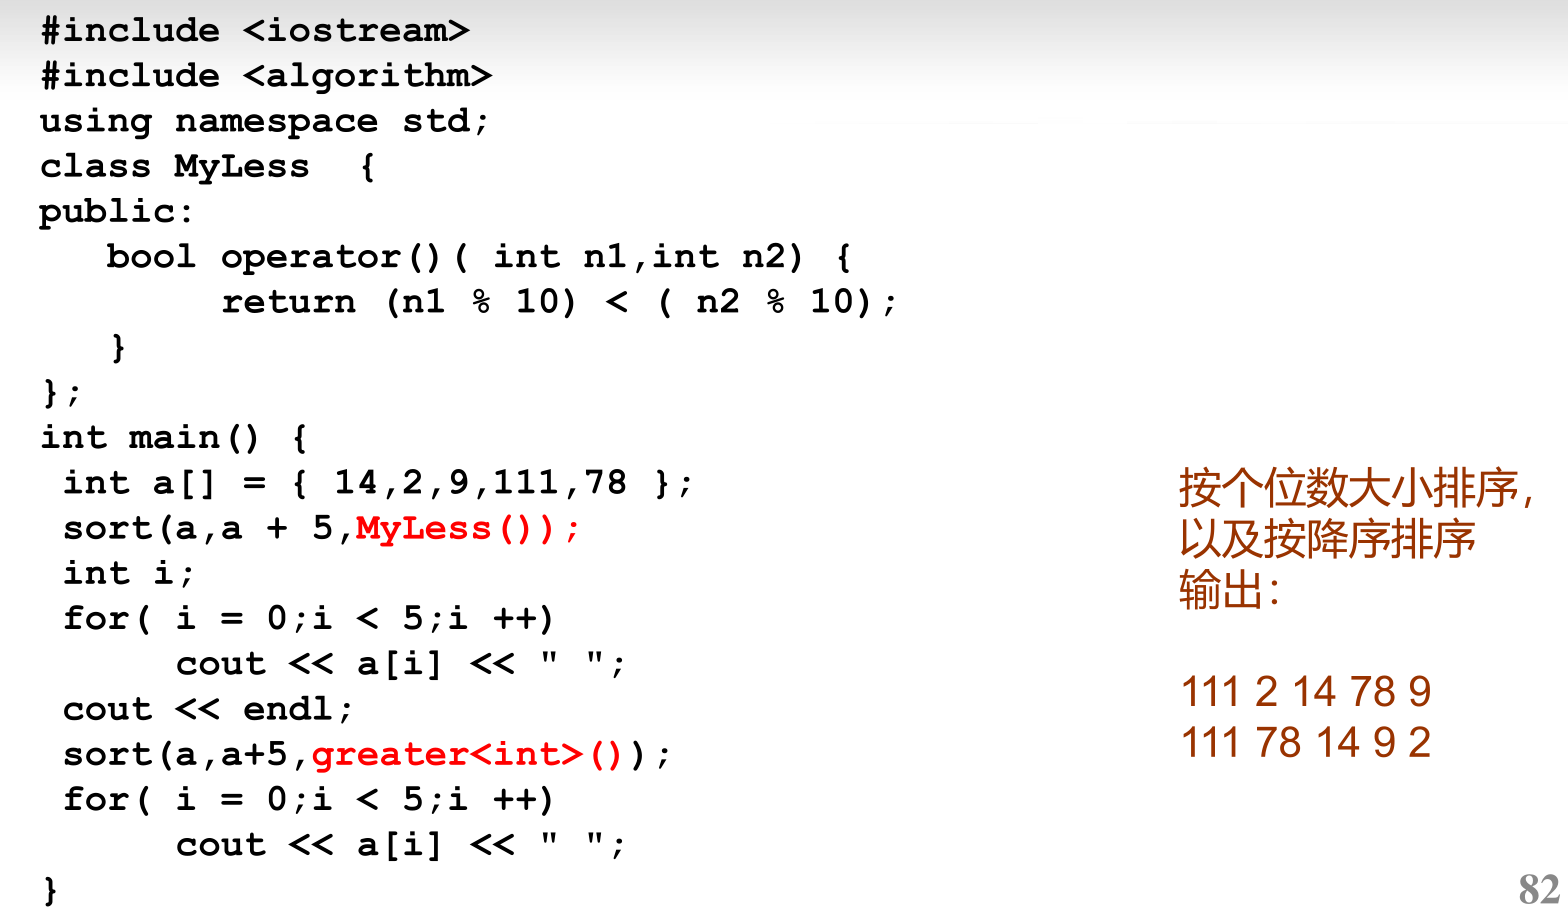 #include <iostream>
#include <algorithm>
using namespace std;
class MyLess  {
public:
   bool operator()( int n1,int n2) {
        return (n1 % 10) < ( n2 % 10);
   }
};
int main() {
 int a[] = { 14,2,9,111,78 };
 sort(a,a + 5,MyLess());
 int i;
 for( i = 0;i < 5;i ++)
      cout << a[i] << " ";
 cout << endl;
 sort(a,a+5,greater<int>());
 for( i = 0;i < 5;i ++)
      cout << a[i] << " ";
}
按个位数大小排序,
以及按降序排序
输出：
111 2 14 78 9
111 78 14 9 2
82